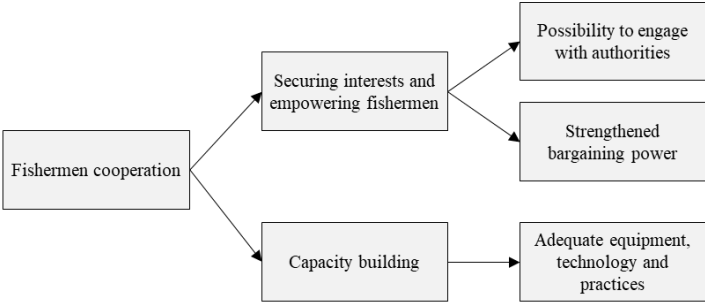 Fishermen cooperation
Securing interests and
empowering fishermen
Possibility to engage
with authorities
Strengthened
bargaining power
Capacity building
Adequate equipment,
technology and
practices